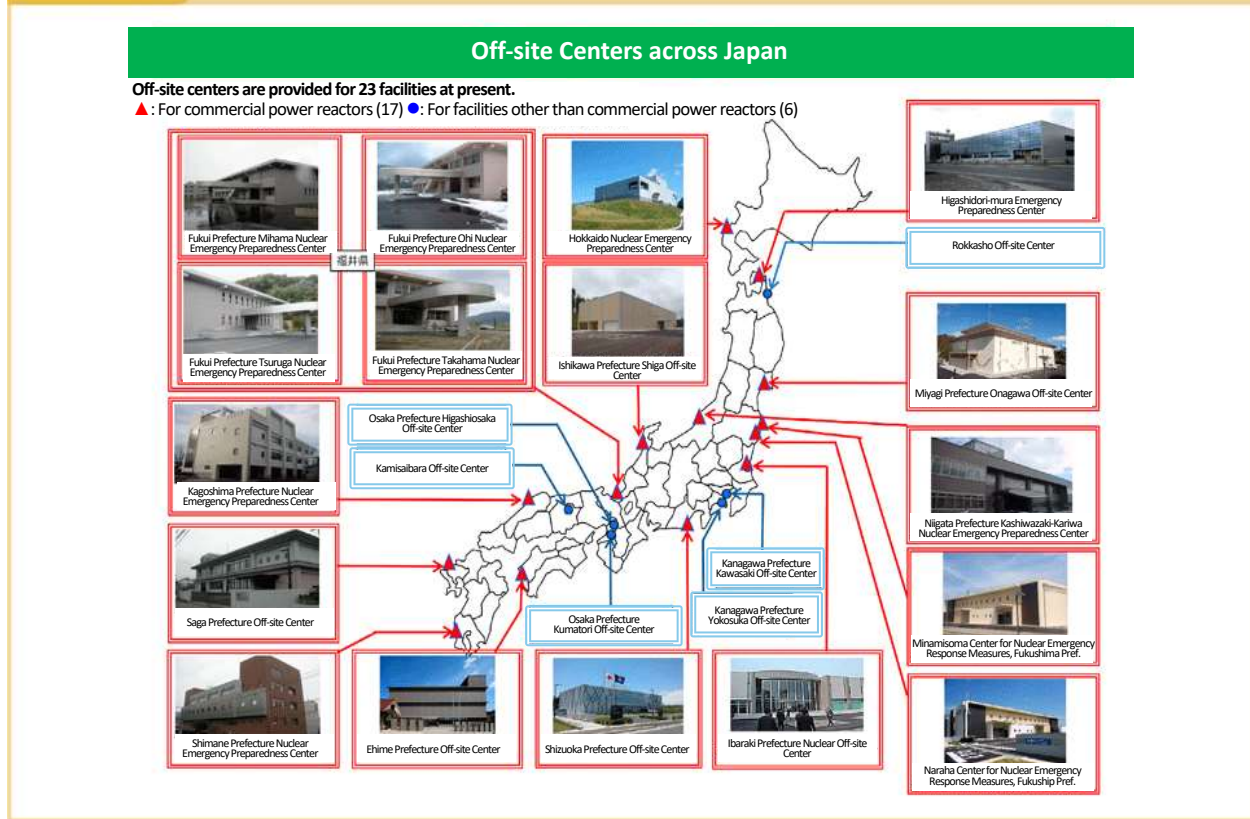 Off-site Centers across Japan
Off-site centers are provided for 23 facilities at present.
▲: For commercial power reactors (17) ●: For facilities other than commercial power reactors (6)
Fukui Prefecture Mihama Nuclear
Emergency Preparedness Center
Fukui Prefecture Ohi Nuclear
Emergency Preparedness Center
福井県
Fukui Prefecture Tsuruga Nuclear
Emergency Preparedness Center
Fukui Prefecture Takahama Nuclear
Emergency Preparedness Center
Hokkaido Nuclear Emergency
Preparedness Center
Ishikawa Prefecture Shiga Off-site
Center
Higashidori-mura Emergency
Preparedness Center
Rokkasho Off-site Center
Miyagi Prefecture Onagawa Off-site Center
Osaka Prefecture Higashiosaka
Off-site Center
Kamisaibara Off-site Center
Kagoshima Prefecture Nuclear
Emergency Preparedness Center
Niigata Prefecture Kashiwazaki-Kariwa
Nuclear Emergency Preparedness Center
Saga Prefecture Off-site Center
Kanagawa Prefecture
Kawasaki Off-site Center
Kanagawa Prefecture
Yokosuka Off-site Center
Osaka Prefecture
Kumatori Off-site Center
Minamisoma Center for Nuclear Emergency
Response Measures, Fukushima Pref.
Shimane Prefecture Nuclear
Emergency Preparedness Center
Ehime Prefecture Off-site Center
Shizuoka Prefecture Off-site Center
Ibaraki Prefecture Nuclear Off-site
Center
Naraha Center for Nuclear Emergency
Response Measures, Fukuship Pref.